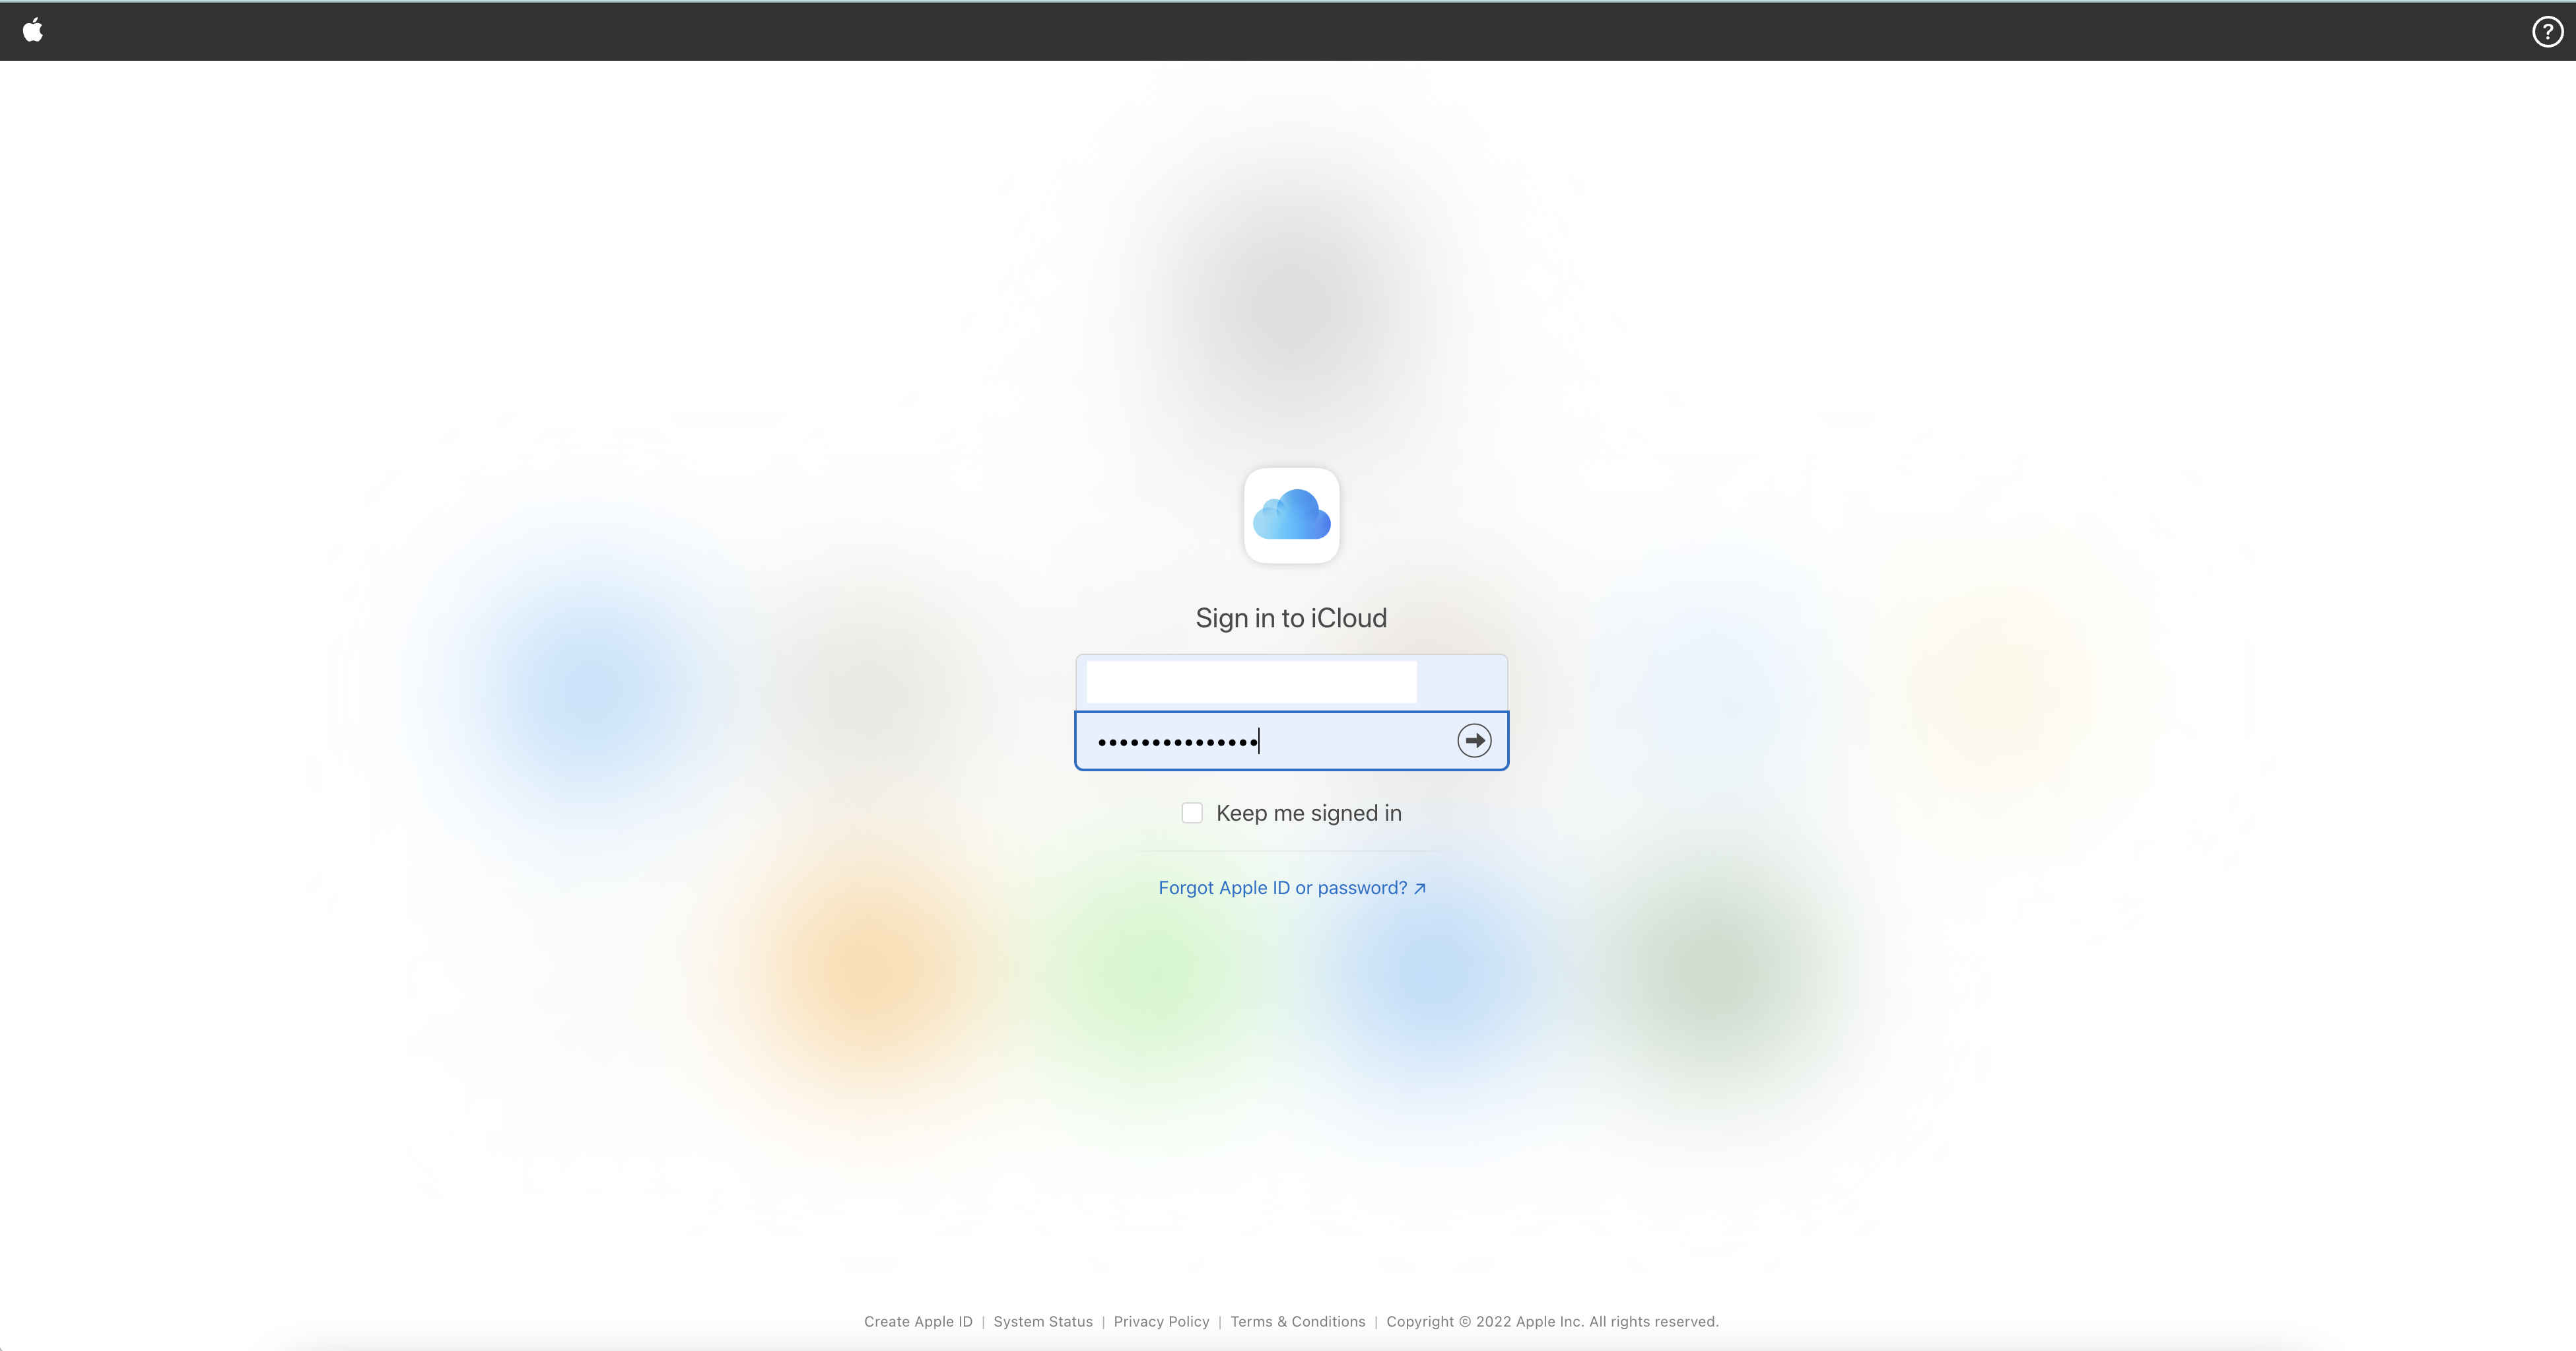 Sign in to iCloud
•••••••••••••••
Keep me signed in
Forgot Apple ID or password? ↗
Create Apple ID | System Status | Privacy Policy | Terms & Conditions | Copyright © 2022 Apple Inc. All rights reserved.